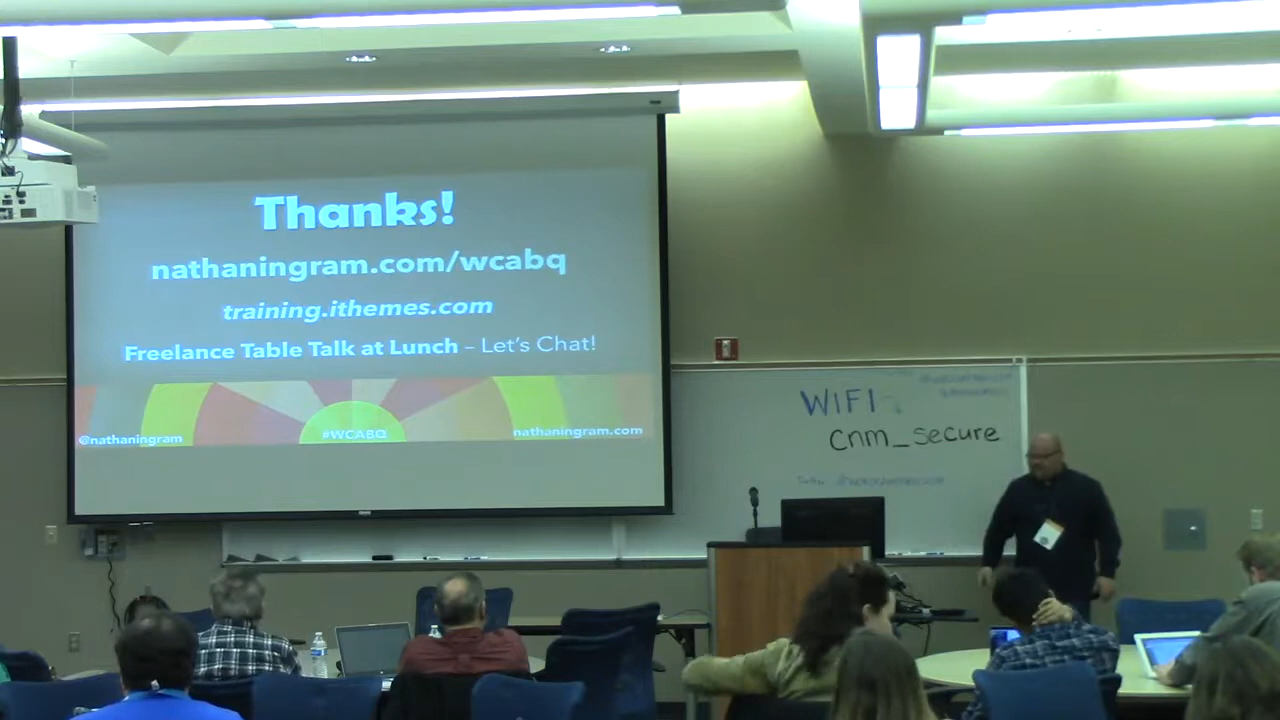 Thanks!
nathaningram.com/wcabq
training.ithemes.com
Freelance Table Talk at Lunch – Let's Chat!
@nathaningram
#WCABQ
nathaningram.com
WIFI
cnm_secure